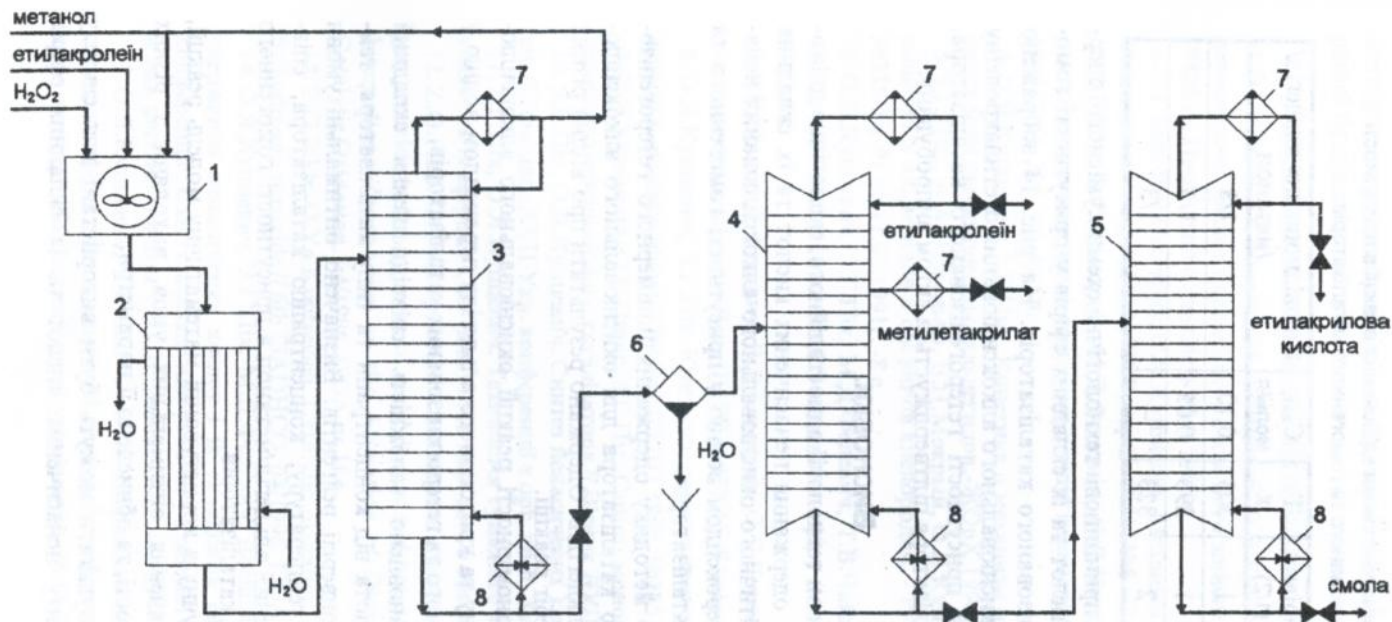 метанол
етилакролеїн
H₂O₂
1
2
H₂O
H₂O
7
3
8
6
H₂O
4
7
етилакролеїн
7
метилетакрилат
8
5
7
етилакрилова
кислота
8
смола